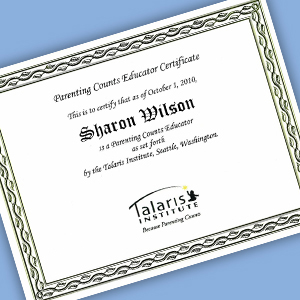 Parenting Counts Educator Certificate
This is to certify that as of October 1, 2010,
Sharon Wilson
is a Parenting Counts Educator
as set forth
by the Talaris Institute, Seattle, Washington.
Talaris
INSTITUTE
Because Parenting Counts